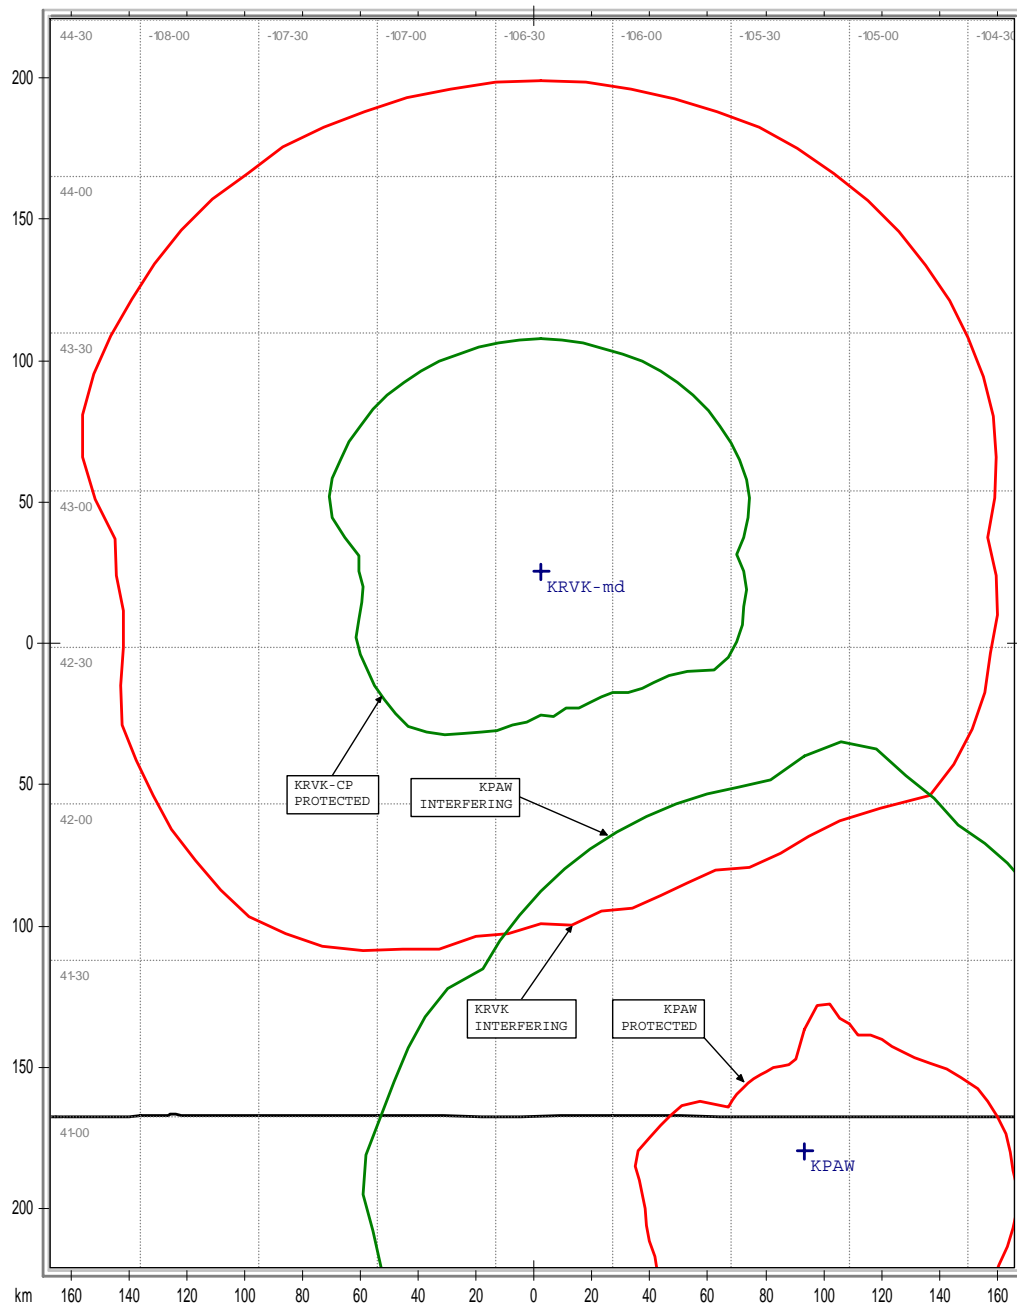 44-30 -108-00 -107-30 -107-00 -106-30 -106-00 -105-30 -105-00 -104-30
200
44-00
150
43-30
100
43-00
50
KRVK-md
0
42-30
KRVK-CP
PROTECTED
KPAW
INTERFERING
50
42-00
100
41-30
KRVK
INTERFERING
KPAW
PROTECTED
150
41-00
KPAW
200
km 160 140 120 100 80 60 40 20 0 20 40 60 80 100 120 140 160